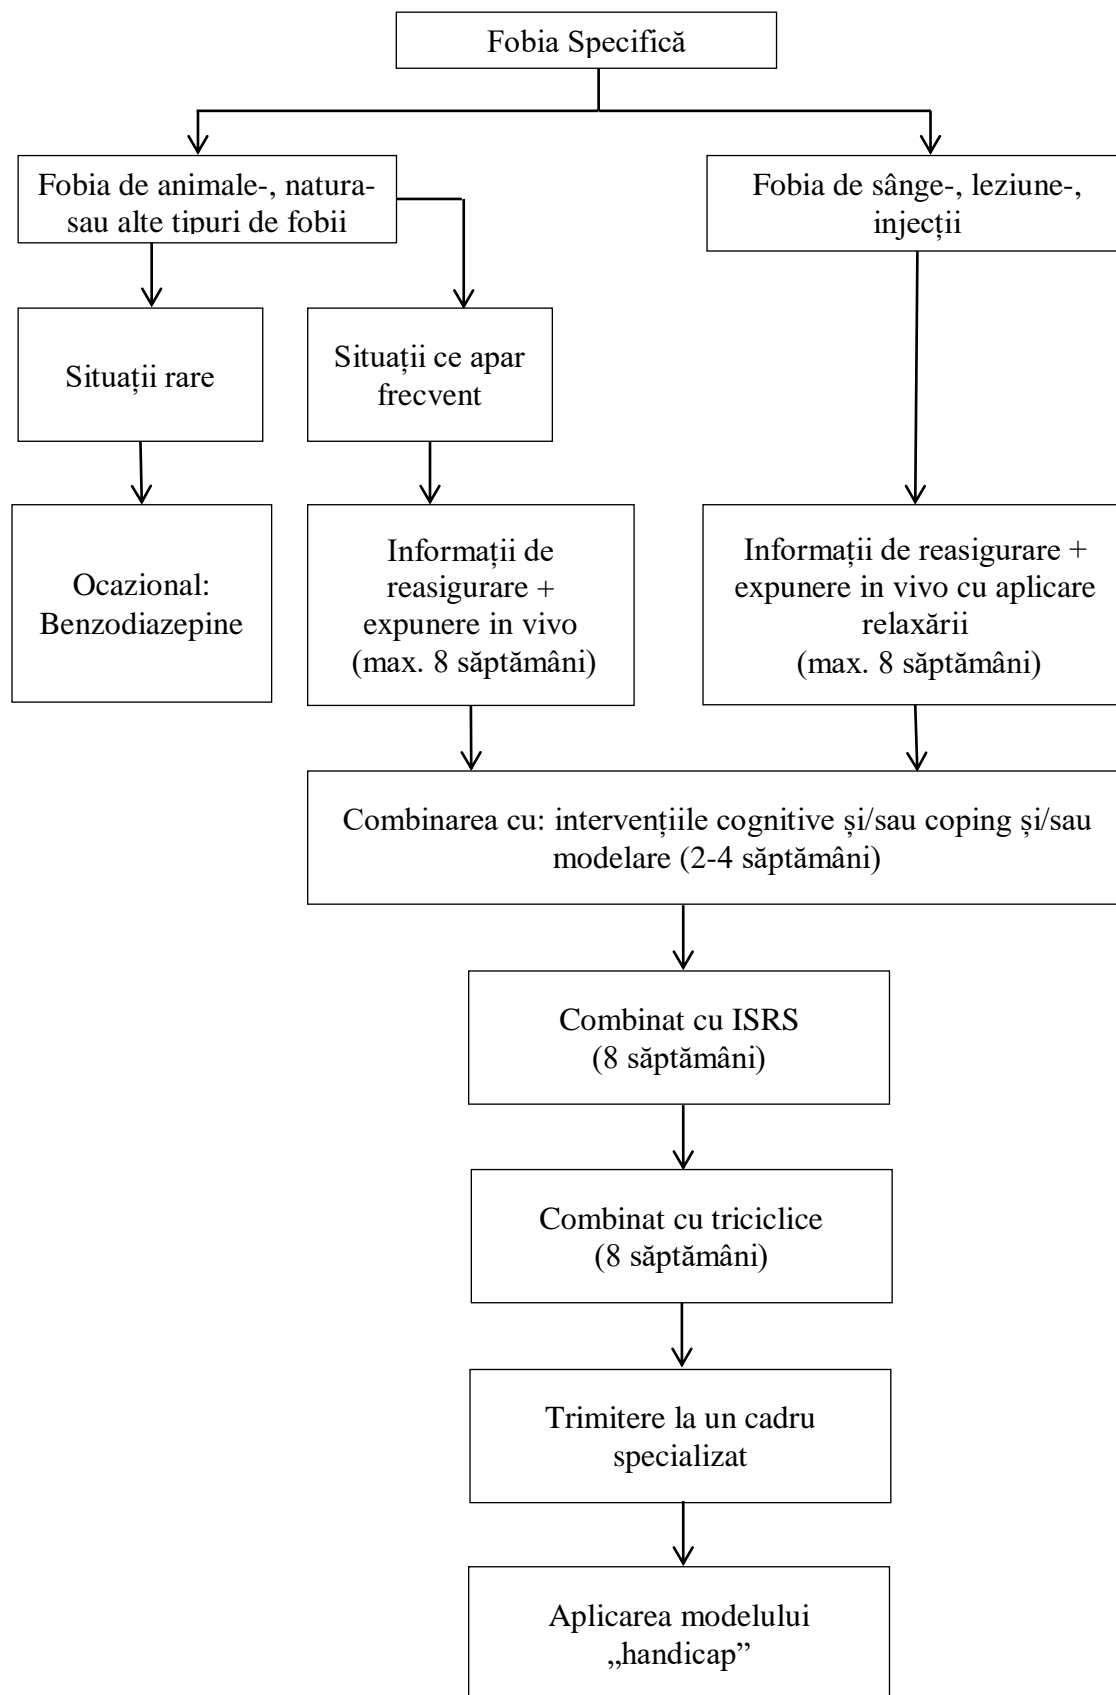 Fobia Specifică
Fobia de animale-, natura-
sau alte tipuri de fobii
Fobia de sânge-, leziune-,
injecții
Situații rare
Situații ce apar
frecvent
Ocazional:
Benzodiazepine
Informații de
reasigurare +
expunere in vivo
(max. 8 săptămâni)
Informații de reasigurare +
expunere in vivo cu aplicare
relaxării
(max. 8 săptămâni)
Combinarea cu: intervențiile cognitive și/sau coping și/sau
modelare (2-4 săptămâni)
Combinat cu ISRS
(8 săptămâni)
Combinat cu triciclice
(8 săptămâni)
Trimitere la un cadru
specializat
Aplicarea modelului
„handicap”